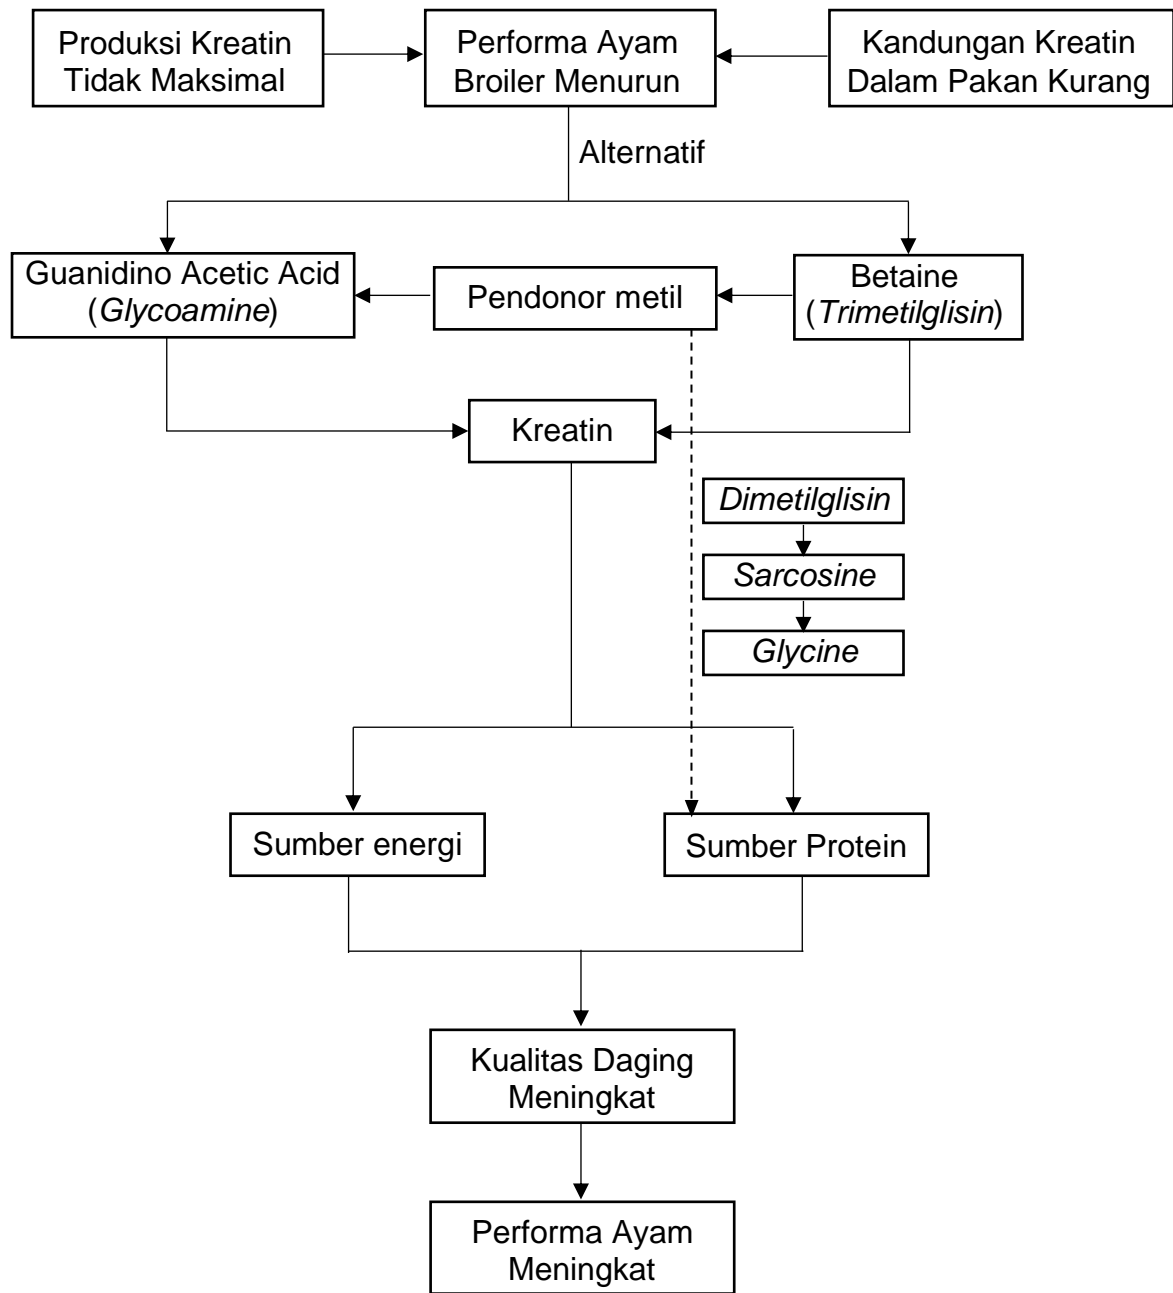 Produksi Kreatin
Tidak Maksimal
Performa Ayam
Broiler Menurun
Kandungan Kreatin
Dalam Pakan Kurang
Alternatif
Guanidino Acetic Acid
(Glycoamine)
Pendonor metil
Betaine
(Trimetilglisin)
Kreatin
Dimetilglisin
Sarcosine
Glycine
Sumber energi
Sumber Protein
Kualitas Daging
Meningkat
Performa Ayam
Meningkat